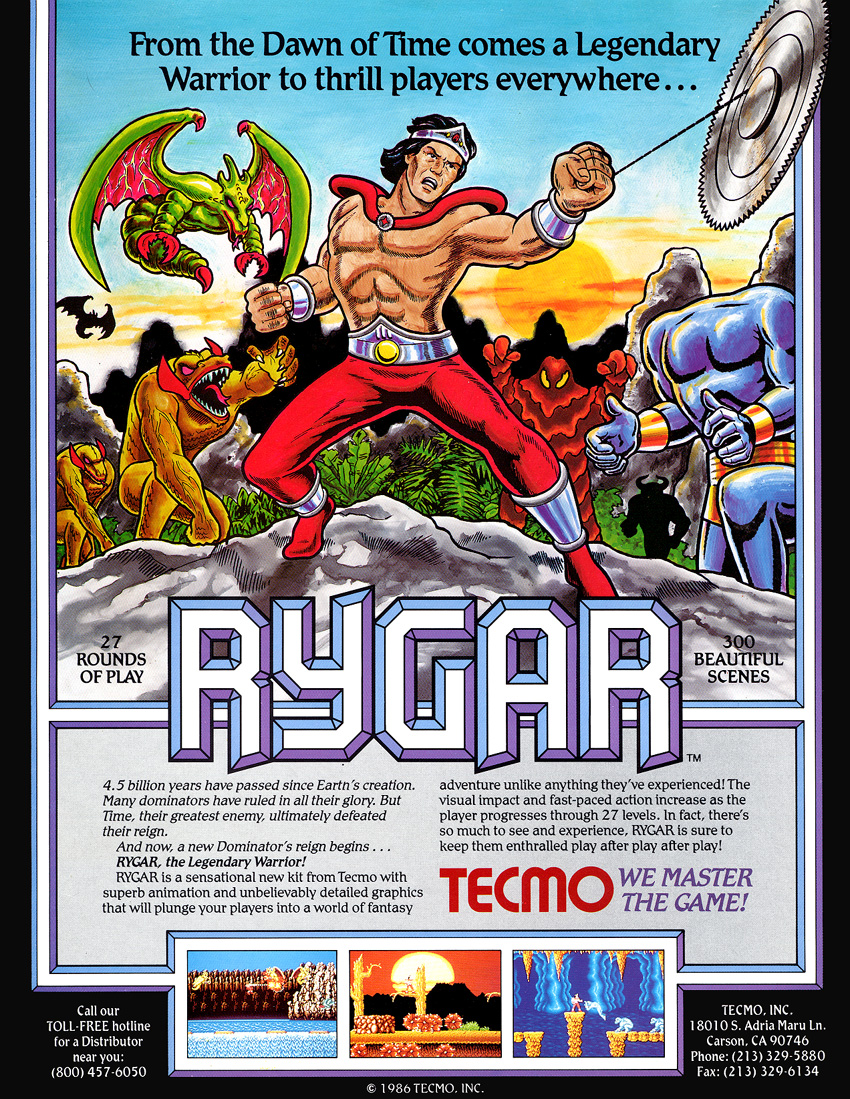 From the Dawn of Time comes a Legendary
Warrior to thrill players everywhere...
27
ROUNDS
OF PLAY
RYGAR
TM
300
BEAUTIFUL
SCENES
4.5 billion years have passed since Earth's creation.
Many dominators have ruled in all their glory. But
Time, their greatest enemy, ultimately defeated
their reign.
And now, a new Dominator's reign begins . . .
RYGAR, the Legendary Warrior!
RYGAR is a sensational new kit from Tecmo with
superb animation and unbelievably detailed graphics
that will plunge your players into a world of fantasy
adventure unlike anything they've experienced! The
visual impact and fast-paced action increase as the
player progresses through 27 levels. In fact, there's
so much to see and experience, RYGAR is sure to
keep them enthralled play after play after play!
TECMO WE MASTER
THE GAME!
Call our
TOLL-FREE hotline
for a Distributor
near you:
(800) 457-6050
TECMO, INC.
18010 S. Adria Maru Ln.
Carson, CA 90746
Phone: (213) 329-5880
Fax: (213) 329-6134
© 1986 TECMO, INC.